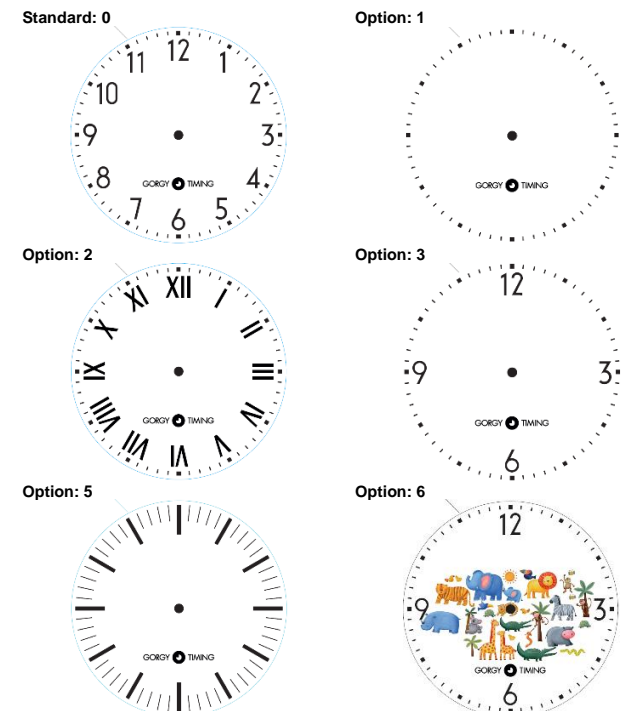 Standard: 0
12
11 1
10 2
9 3
8 4
GORGY TIMING
7 5
6
Option: 1
GORGY TIMING
Option: 2
XII
XI I
X II
IX III
VIII IV
GORGY TIMING
VII V
VI
Option: 3
12
9 3
GORGY TIMING
6
Option: 5
GORGY TIMING
Option: 6
12
9 3
GORGY TIMING
6